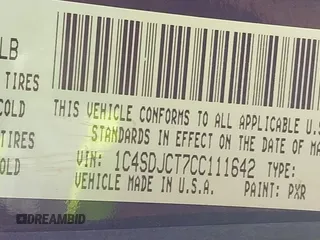 LB
TIRES
COLD
TIRES
COLD
THIS VEHICLE CONFORMS TO ALL APPLICABLE U.S
STANDARDS IN EFFECT ON THE DATE OF MA
VIN: 1C4SDJCT7CC111642 TYPE:
VEHICLE MADE IN U.S.A. PAINT: PXR
DREAMBID